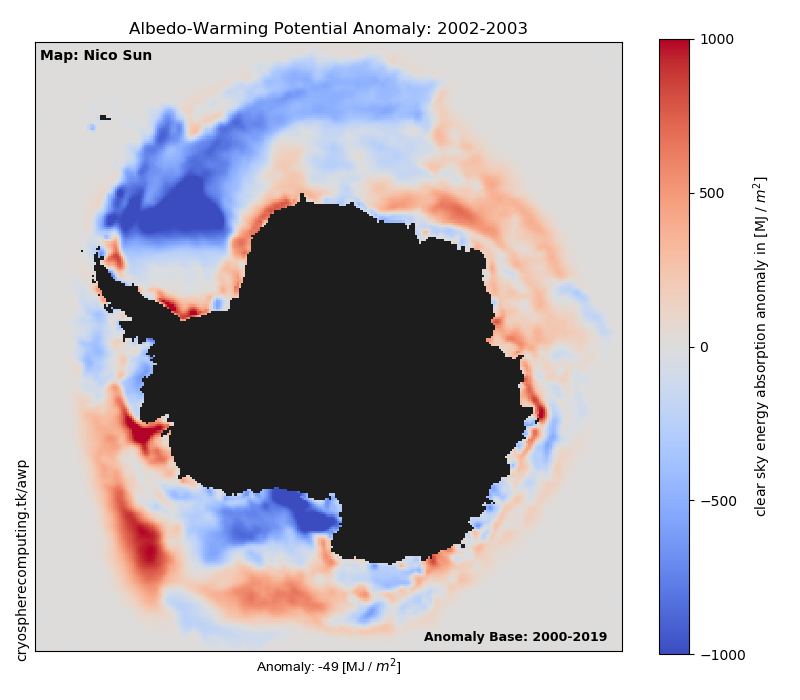 Albedo-Warming Potential Anomaly: 2002-2003
Map: Nico Sun
cryospherecomputing.tk/awp
Anomaly Base: 2000-2019
Anomaly: -49 [MJ / m²]
1000
500
0
−500
−1000
clear sky energy absorption anomaly in [MJ / m²]